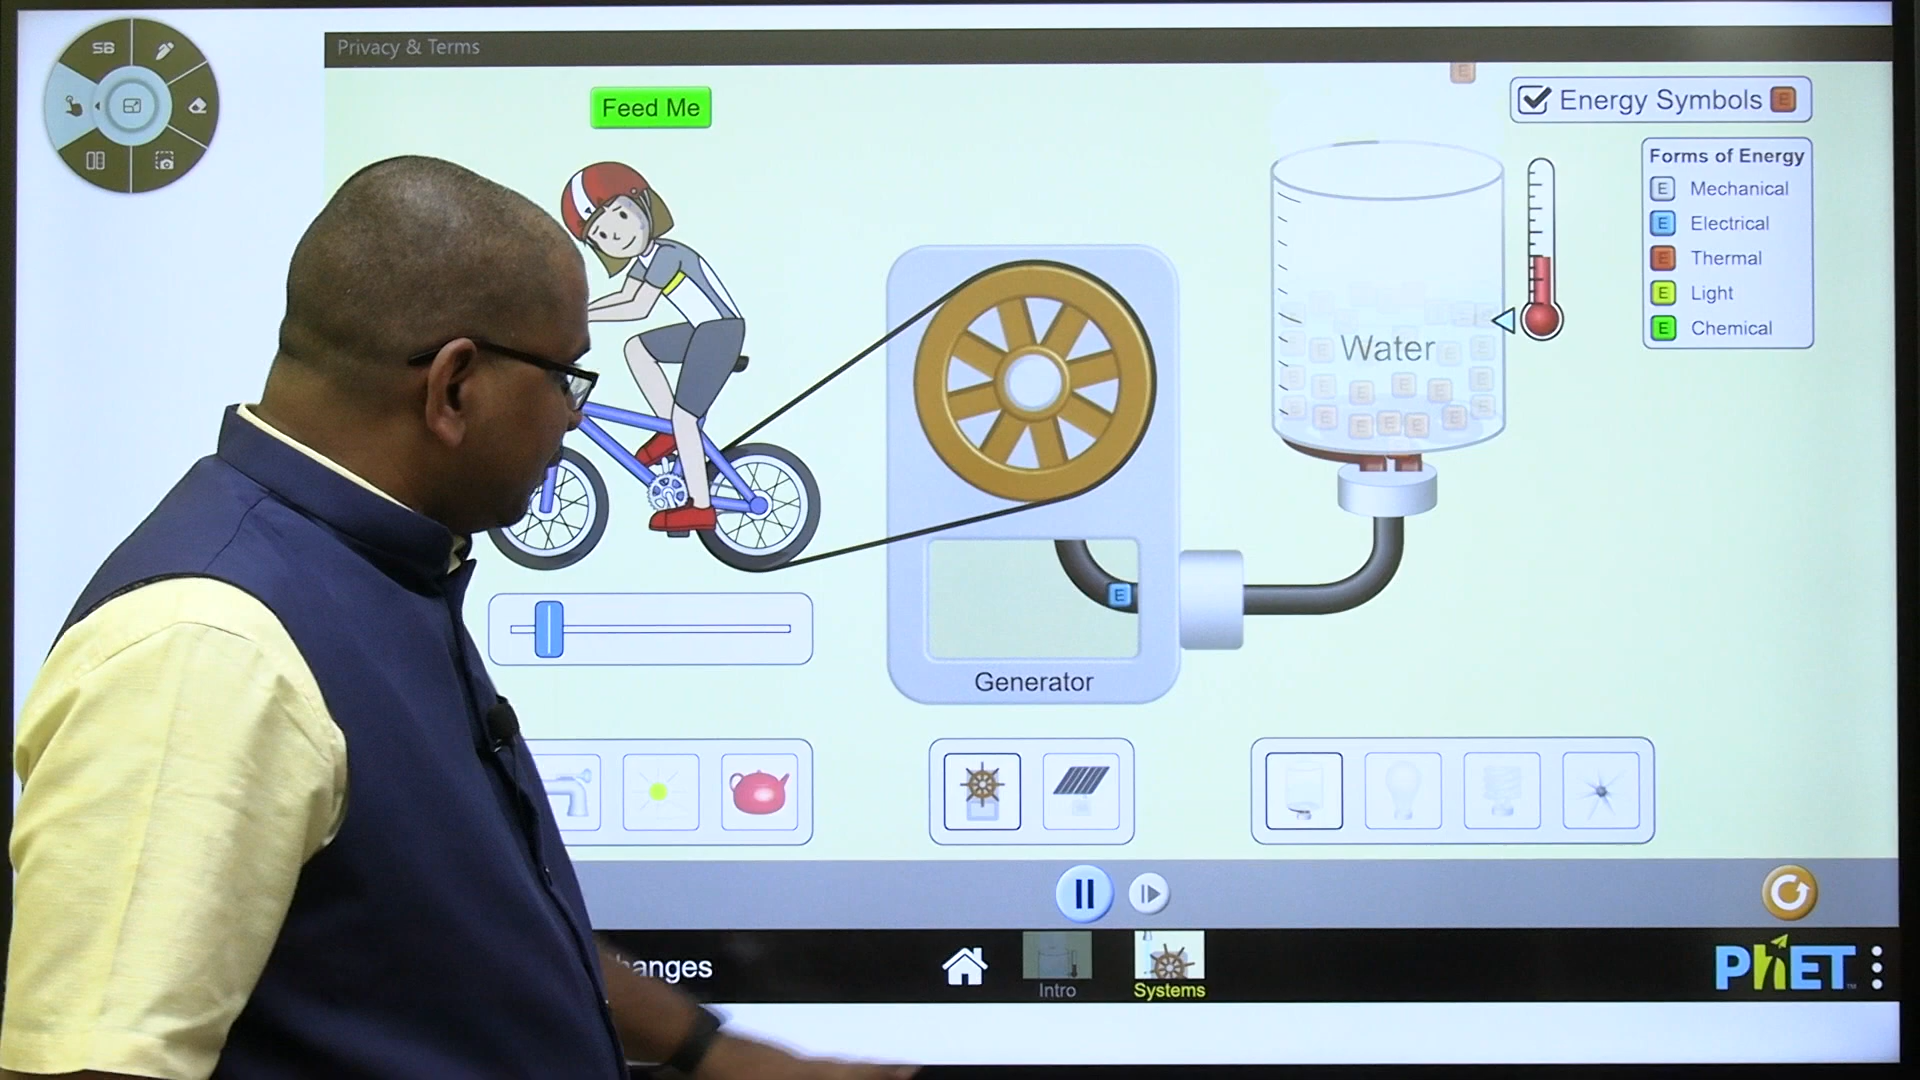 SB
Privacy & Terms
Feed Me
E
Energy Symbols E
Forms of Energy
E Mechanical
E Electrical
E Thermal
E Light
E Chemical
Water
E
Generator
hanges
Intro
Systems
PhET